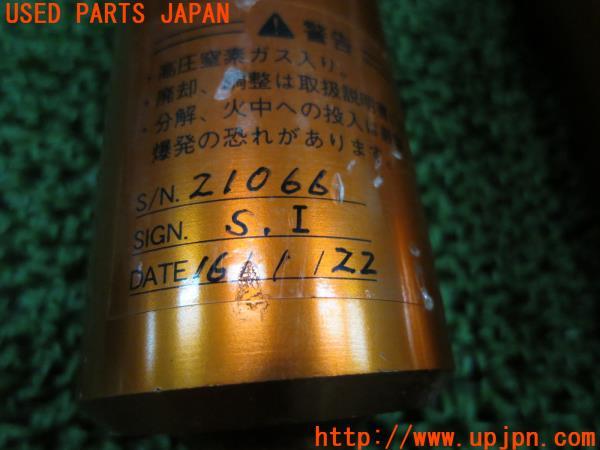 USED PARTS JAPAN
警告
・高圧窒素ガス入り。
・廃却、調整は取扱説明書
・分解、火中への投入は
爆発の恐れがあります。
S/N. 21066
SIGN. S.I
DATE 16/1/22
http://www.upjpn.com